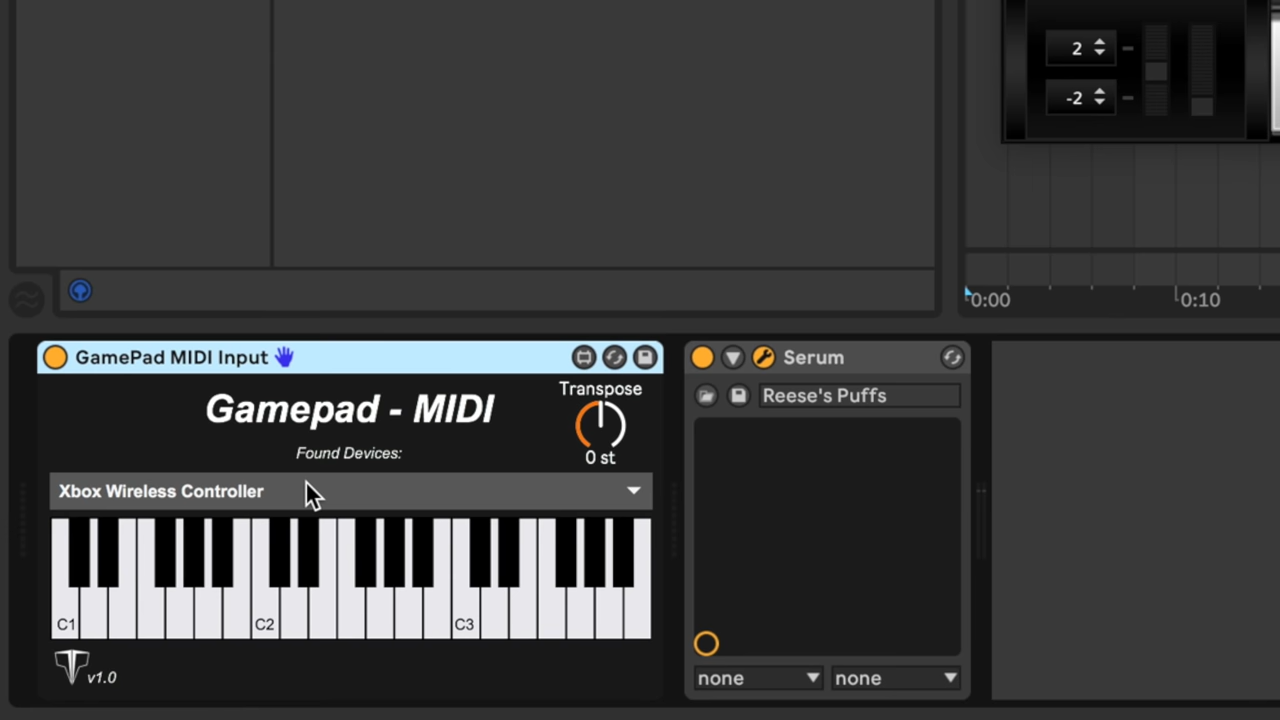 2
-2
0:00
0:10
GamePad MIDI Input
Serum
Transpose
Reese's Puffs
Gamepad - MIDI
Found Devices:
0 st
Xbox Wireless Controller
C1
C2
C3
v1.0
none
none